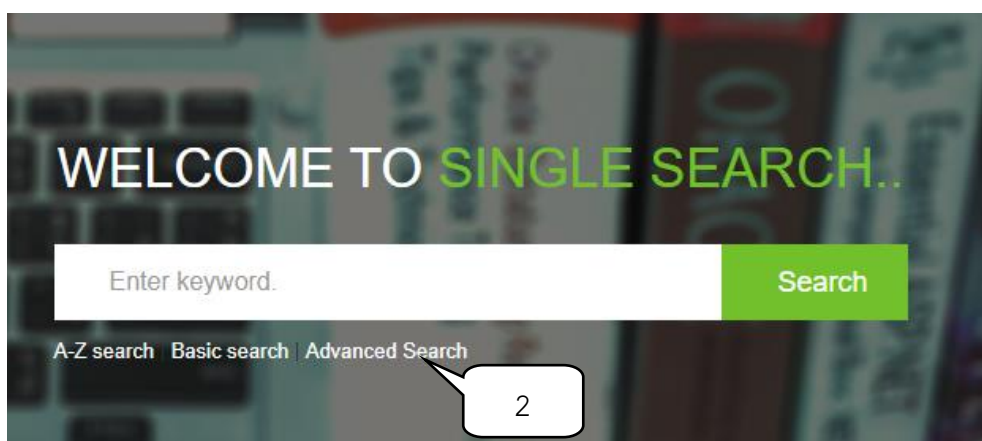 WELCOME TO SINGLE SEARCH..
Enter keyword.
Search
A-Z search | Basic search | Advanced Search
2